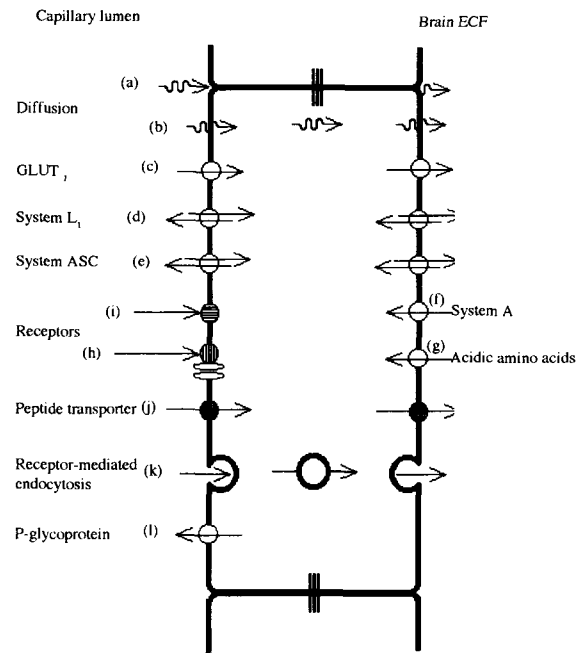 Capillary lumen
Brain ECF
(a)
Diffusion
(b)
GLUT 1 (c)
System L1 (d)
System ASC (e)
(i)
(f) System A
Receptors
(h)
(g) Acidic amino acids
Peptide transporter (j)
Receptor-mediated (k)
endocytosis
P-glycoprotein (l)